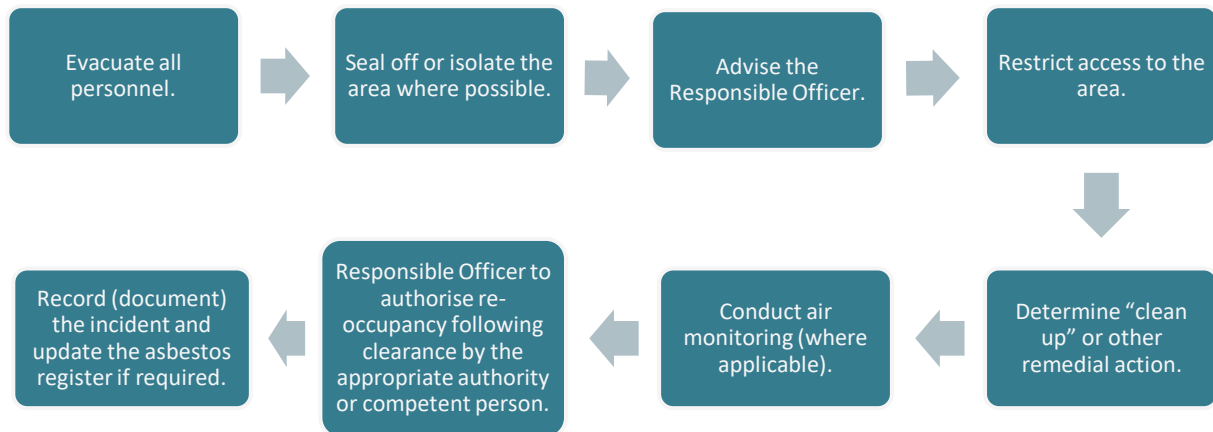 Evacuate all
personnel.
Seal off or isolate the
area where possible.
Advise the
Responsible Officer.
Restrict access to the
area.
Determine “clean
up” or other
remedial action.
Conduct air
monitoring (where
applicable).
Responsible Officer to
authorise re-
occupancy following
clearance by the
appropriate authority
or competent person.
Record (document)
the incident and
update the asbestos
register if required.